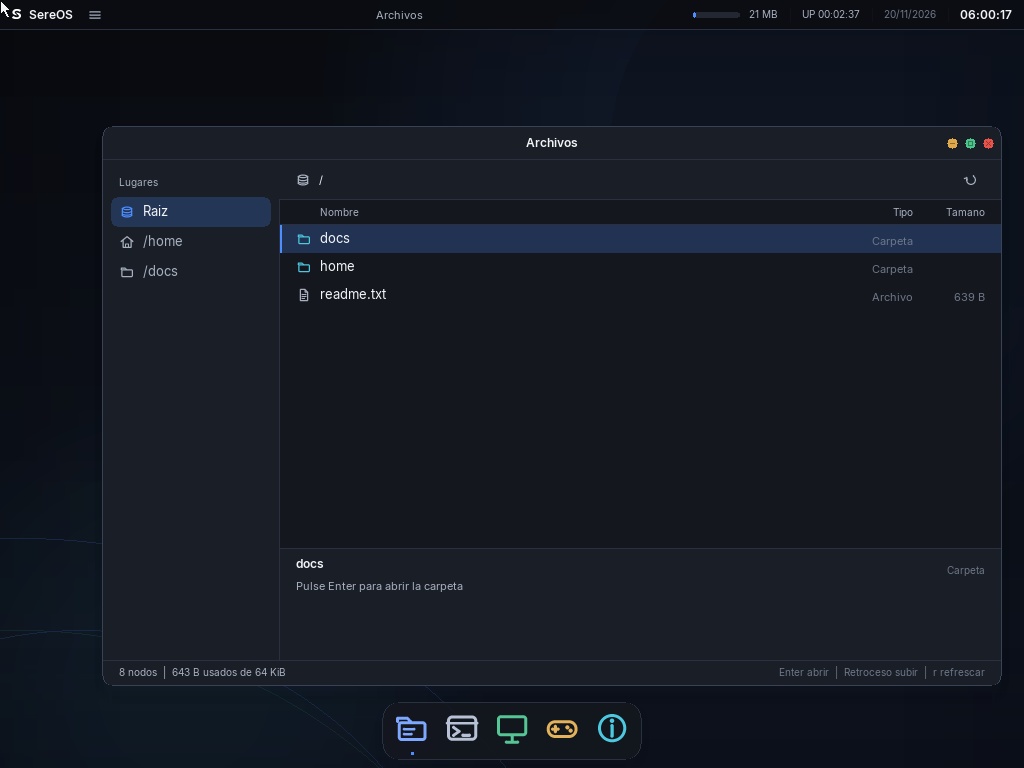 S SereOS Archivos 21 MB UP 00:02:37 20/11/2026 06:00:17
Archivos
Lugares
/
Raiz
Nombre Tipo Tamano
docs Carpeta
/home
home Carpeta
/docs
readme.txt Archivo 639 B
docs Carpeta
Pulse Enter para abrir la carpeta
8 nodos | 643 B usados de 64 KiB Enter abrir | Retroceso subir | r refrescar